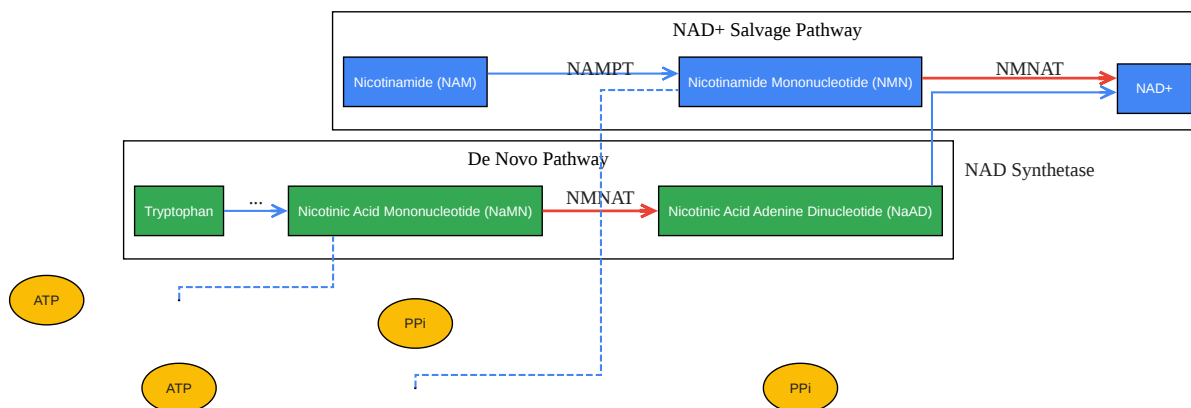 NAD+ Salvage Pathway
Nicotinamide (NAM)
NAMPT
Nicotinamide Mononucleotide (NMN)
NMNAT
NAD+
De Novo Pathway
NAD Synthetase
Tryptophan
...
Nicotinic Acid Mononucleotide (NaMN)
NMNAT
Nicotinic Acid Adenine Dinucleotide (NaAD)
ATP
PPi
ATP
PPi